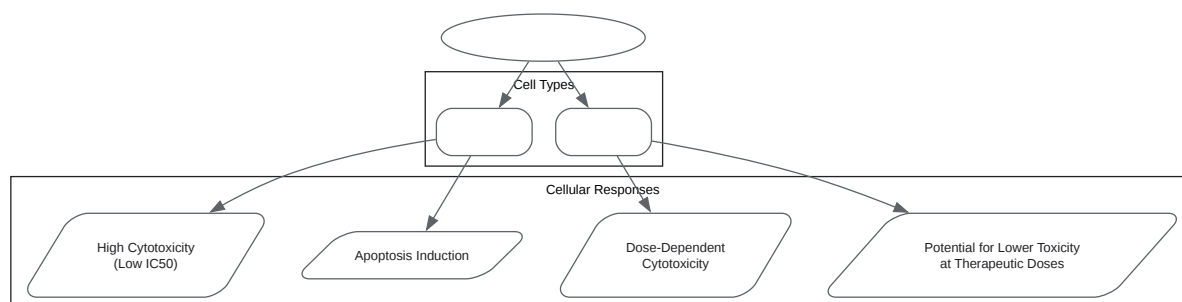 Cell Types
Cellular Responses
High Cytotoxicity
(Low IC50)
Apoptosis Induction
Dose-Dependent
Cytotoxicity
Potential for Lower Toxicity
at Therapeutic Doses